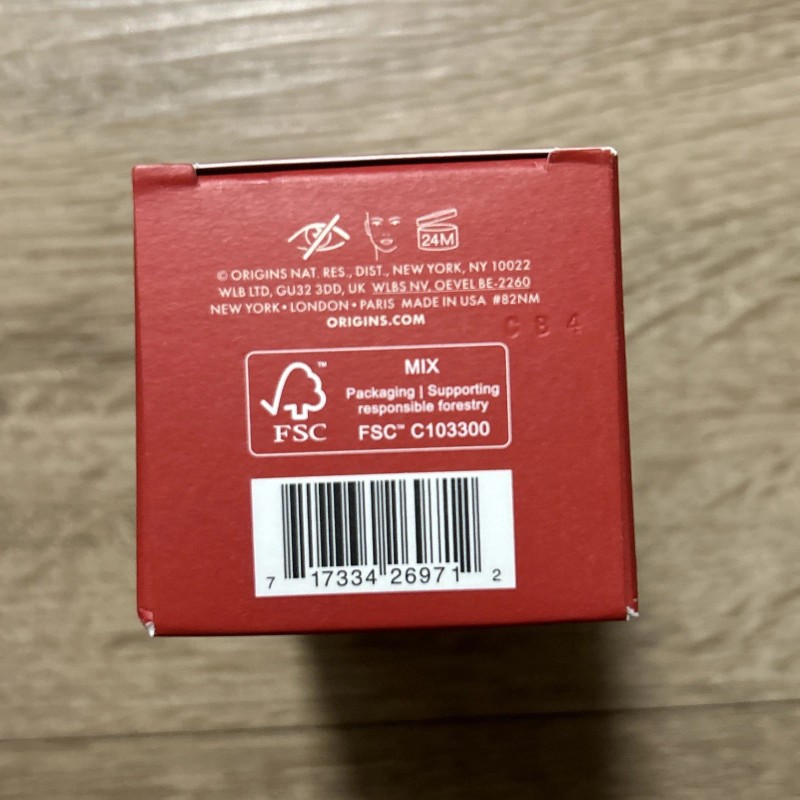 24M
© ORIGINS NAT. RES., DIST., NEW YORK, NY 10022
WLB LTD, GU32 3DD, UK WLBS NV, OEVEL BE-2260
NEW YORK • LONDON • PARIS MADE IN USA #82NM
ORIGINS.COM
CB4
FSC™
MIX
Packaging | Supporting
responsible forestry
FSC™ C103300
7 17334 26971 2